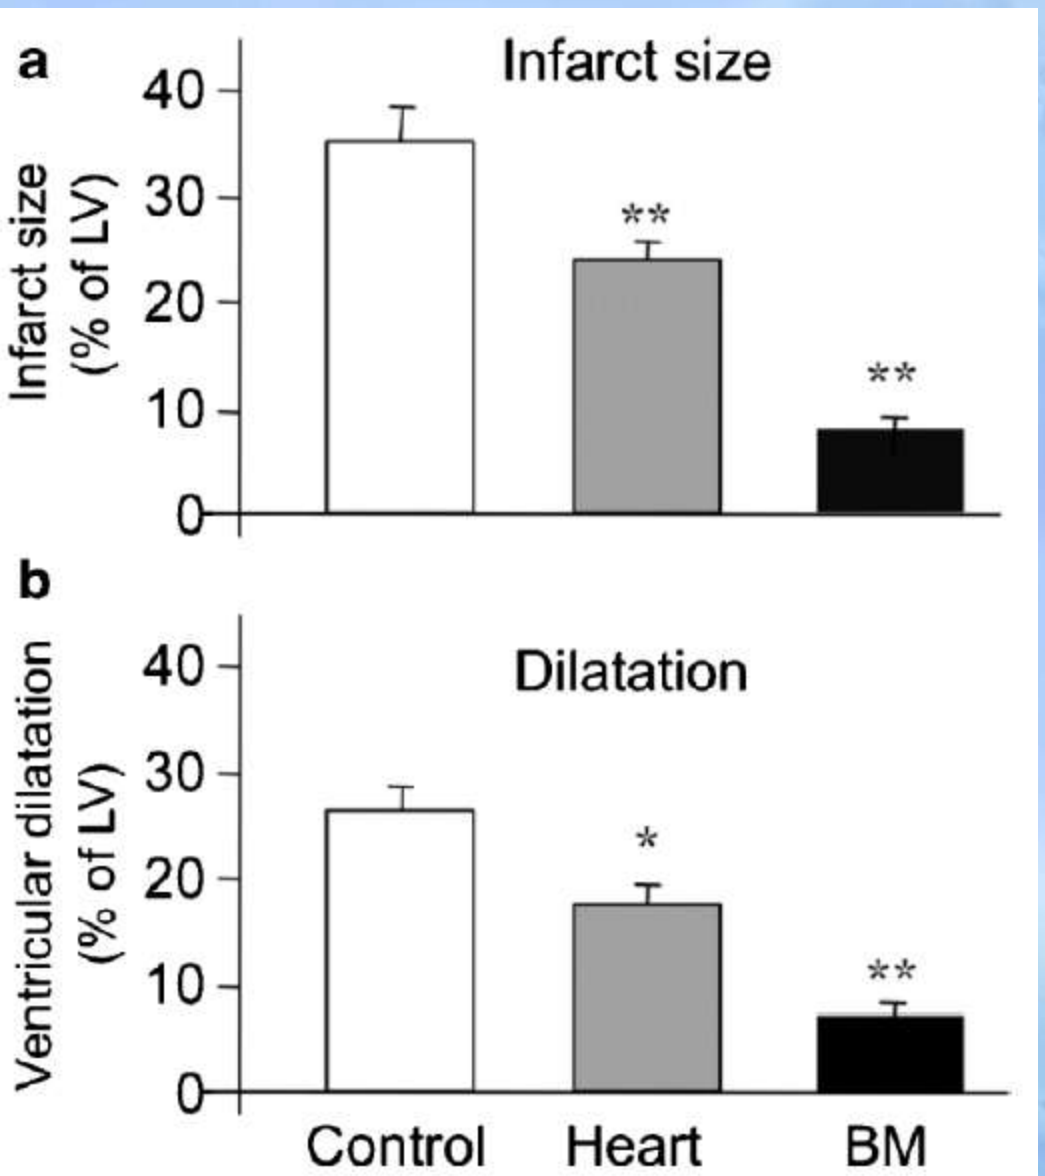 a
Infarct size
Infarct size
(% of LV)
40
30
20
10
0
**
**
b
Dilatation
Ventricular dilatation
(% of LV)
40
30
20
10
0
*
**
Control Heart BM